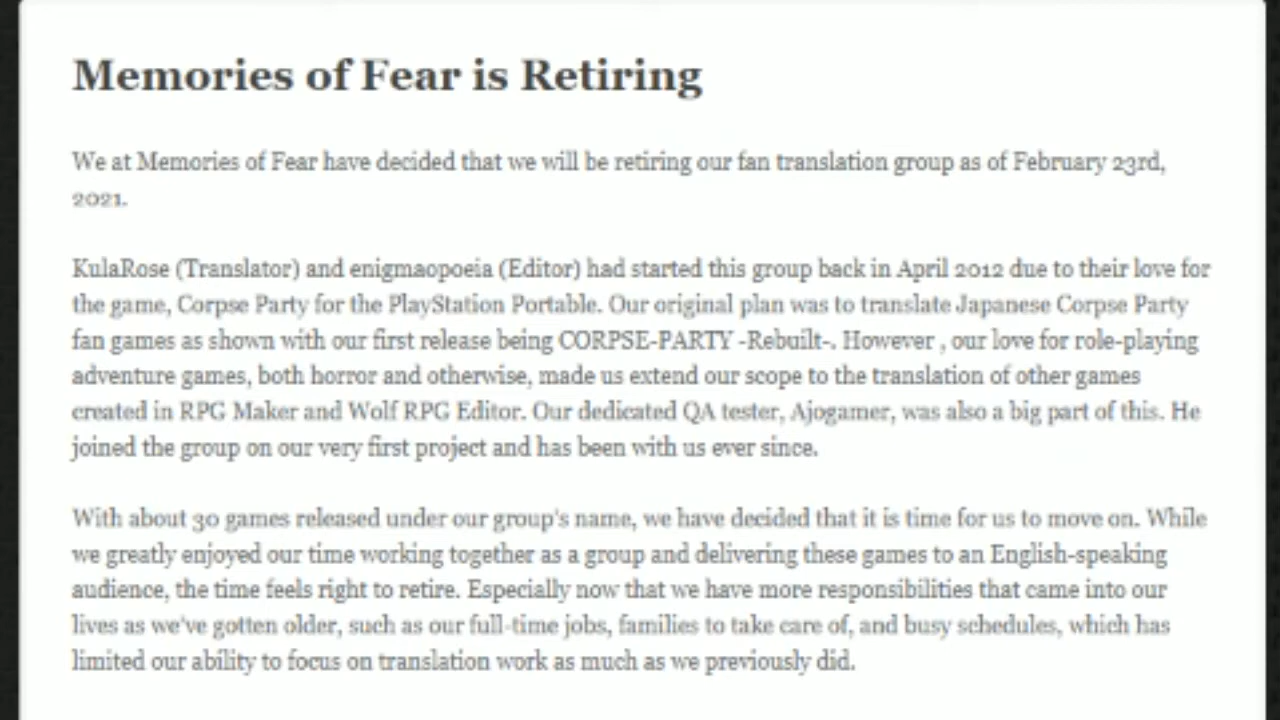 Memories of Fear is Retiring
We at Memories of Fear have decided that we will be retiring our fan translation group as of February 23rd,
2021.
KulaRose (Translator) and enigmaopoeia (Editor) had started this group back in April 2012 due to their love for
the game, Corpse Party for the PlayStation Portable. Our original plan was to translate Japanese Corpse Party
fan games as shown with our first release being CORPSE-PARTY -Rebuilt-. However , our love for role-playing
adventure games, both horror and otherwise, made us extend our scope to the translation of other games
created in RPG Maker and Wolf RPG Editor. Our dedicated QA tester, Ajogamer, was also a big part of this. He
joined the group on our very first project and has been with us ever since.
With about 30 games released under our group's name, we have decided that it is time for us to move on. While
we greatly enjoyed our time working together as a group and delivering these games to an English-speaking
audience, the time feels right to retire. Especially now that we have more responsibilities that came into our
lives as we've gotten older, such as our full-time jobs, families to take care of, and busy schedules, which has
limited our ability to focus on translation work as much as we previously did.